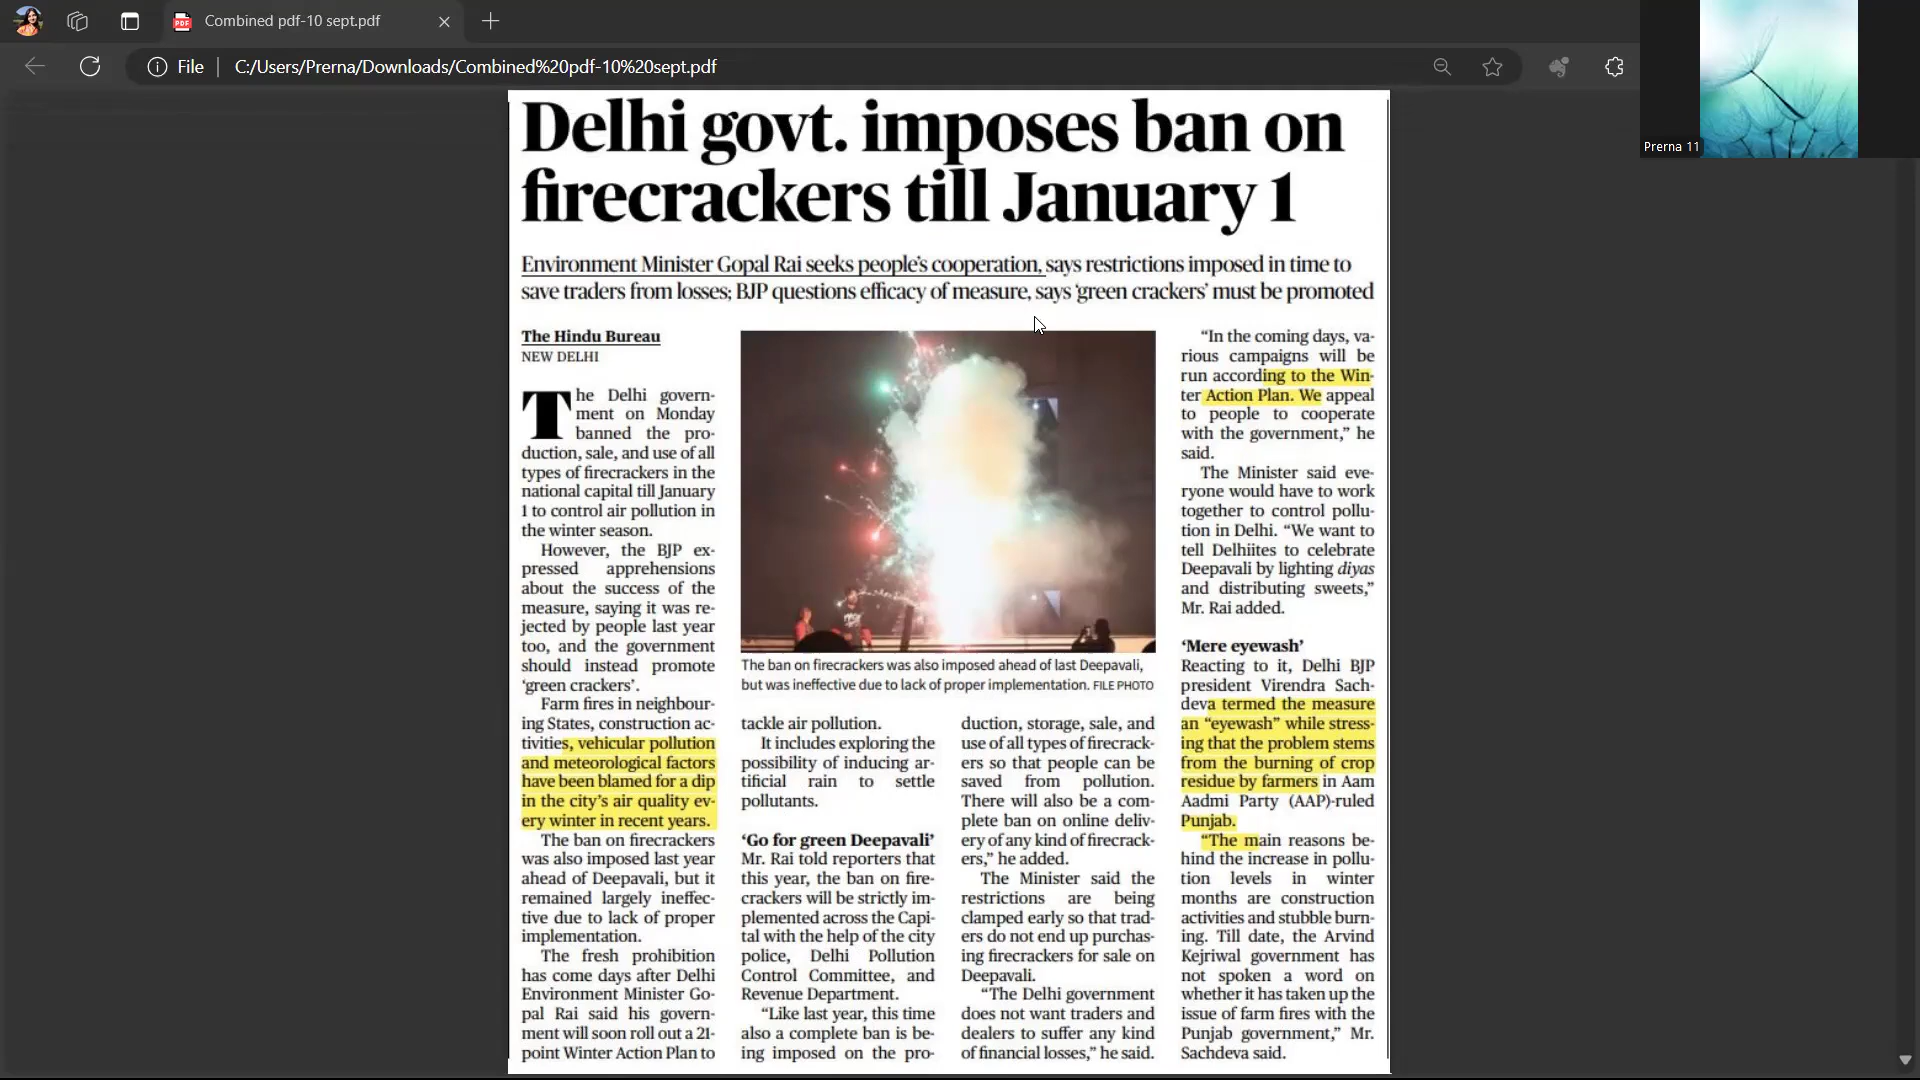 Combined pdf-10 sept.pdf
File
C:/Users/Prerna/Downloads/Combined%20pdf-10%20sept.pdf
Prerna 11
Delhi govt. imposes ban on
firecrackers till January 1
Environment Minister Gopal Rai seeks people's cooperation, says restrictions imposed in time to
save traders from losses; BJP questions efficacy of measure, says 'green crackers' must be promoted
The Hindu Bureau
NEW DELHI
The Delhi govern-
ment on Monday
banned the pro-
duction, sale, and use of all
types of firecrackers in the
national capital till January
1 to control air pollution in
the winter season.
However, the BJP ex-
pressed apprehensions
about the success of the
measure, saying it was re-
jected by people last year
too, and the government
should instead promote
'green crackers'.
Farm fires in neighbour-
ing States, construction ac-
tivities, vehicular pollution
and meteorological factors
have been blamed for a dip
in the city's air quality ev-
ery winter in recent years.
The ban on firecrackers
was also imposed last year
ahead of Deepavali, but it
remained largely ineffec-
tive due to lack of proper
implementation.
The fresh prohibition
has come days after Delhi
Environment Minister Go-
pal Rai said his govern-
ment will soon roll out a 21-
point Winter Action Plan to
The ban on firecrackers was also imposed ahead of last Deepavali,
but was ineffective due to lack of proper implementation. FILE PHOTO
tackle air pollution.
It includes exploring the
possibility of inducing ar-
tificial rain to settle
pollutants.
'Go for green Deepavali'
Mr. Rai told reporters that
this year, the ban on fire-
crackers will be strictly im-
plemented across the Capi-
tal with the help of the city
police, Delhi Pollution
Control Committee, and
Revenue Department.
"Like last year, this time
also a complete ban is be-
ing imposed on the pro-
duction, storage, sale, and
use of all types of firecrack-
ers so that people can be
saved from pollution.
There will also be a com-
plete ban on online deliv-
ery of any kind of firecrack-
ers," he added.
The Minister said the
restrictions are being
clamped early so that trad-
ers do not end up purchas-
ing firecrackers for sale on
Deepavali.
"The Delhi government
does not want traders and
dealers to suffer any kind
of financial losses," he said.
"In the coming days, va-
rious campaigns will be
run according to the Win-
ter Action Plan. We appeal
to people to cooperate
with the government," he
said.
The Minister said eve-
ryone would have to work
together to control pollu-
tion in Delhi. "We want to
tell Delhiites to celebrate
Deepavali by lighting diyas
and distributing sweets,"
Mr. Rai added.
'Mere eyewash'
Reacting to it, Delhi BJP
president Virendra Sach-
deva termed the measure
an "eyewash" while stress-
ing that the problem stems
from the burning of crop
residue by farmers in Aam
Aadmi Party (AAP)-ruled
Punjab.
"The main reasons be-
hind the increase in pollu-
tion levels in winter
months are construction
activities and stubble burn-
ing. Till date, the Arvind
Kejriwal government has
not spoken a word on
whether it has taken up the
issue of farm fires with the
Punjab government," Mr.
Sachdeva said.